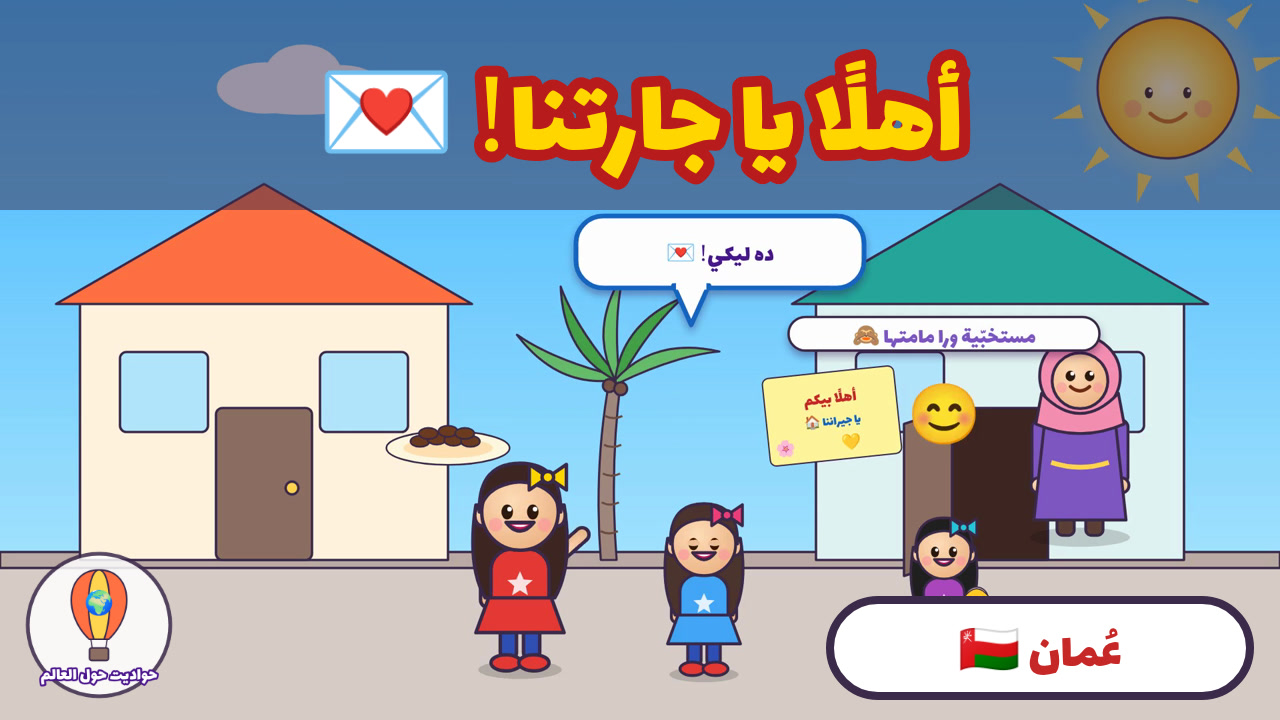 أهلًا يا جارتنا! 💌
ده ليكي! 💌
مستخبّية ورا مامتها 🙈
أهلًا بيكم
يا جيراننا 🏠
حواديت حول العالم
عُمان 🇴🇲